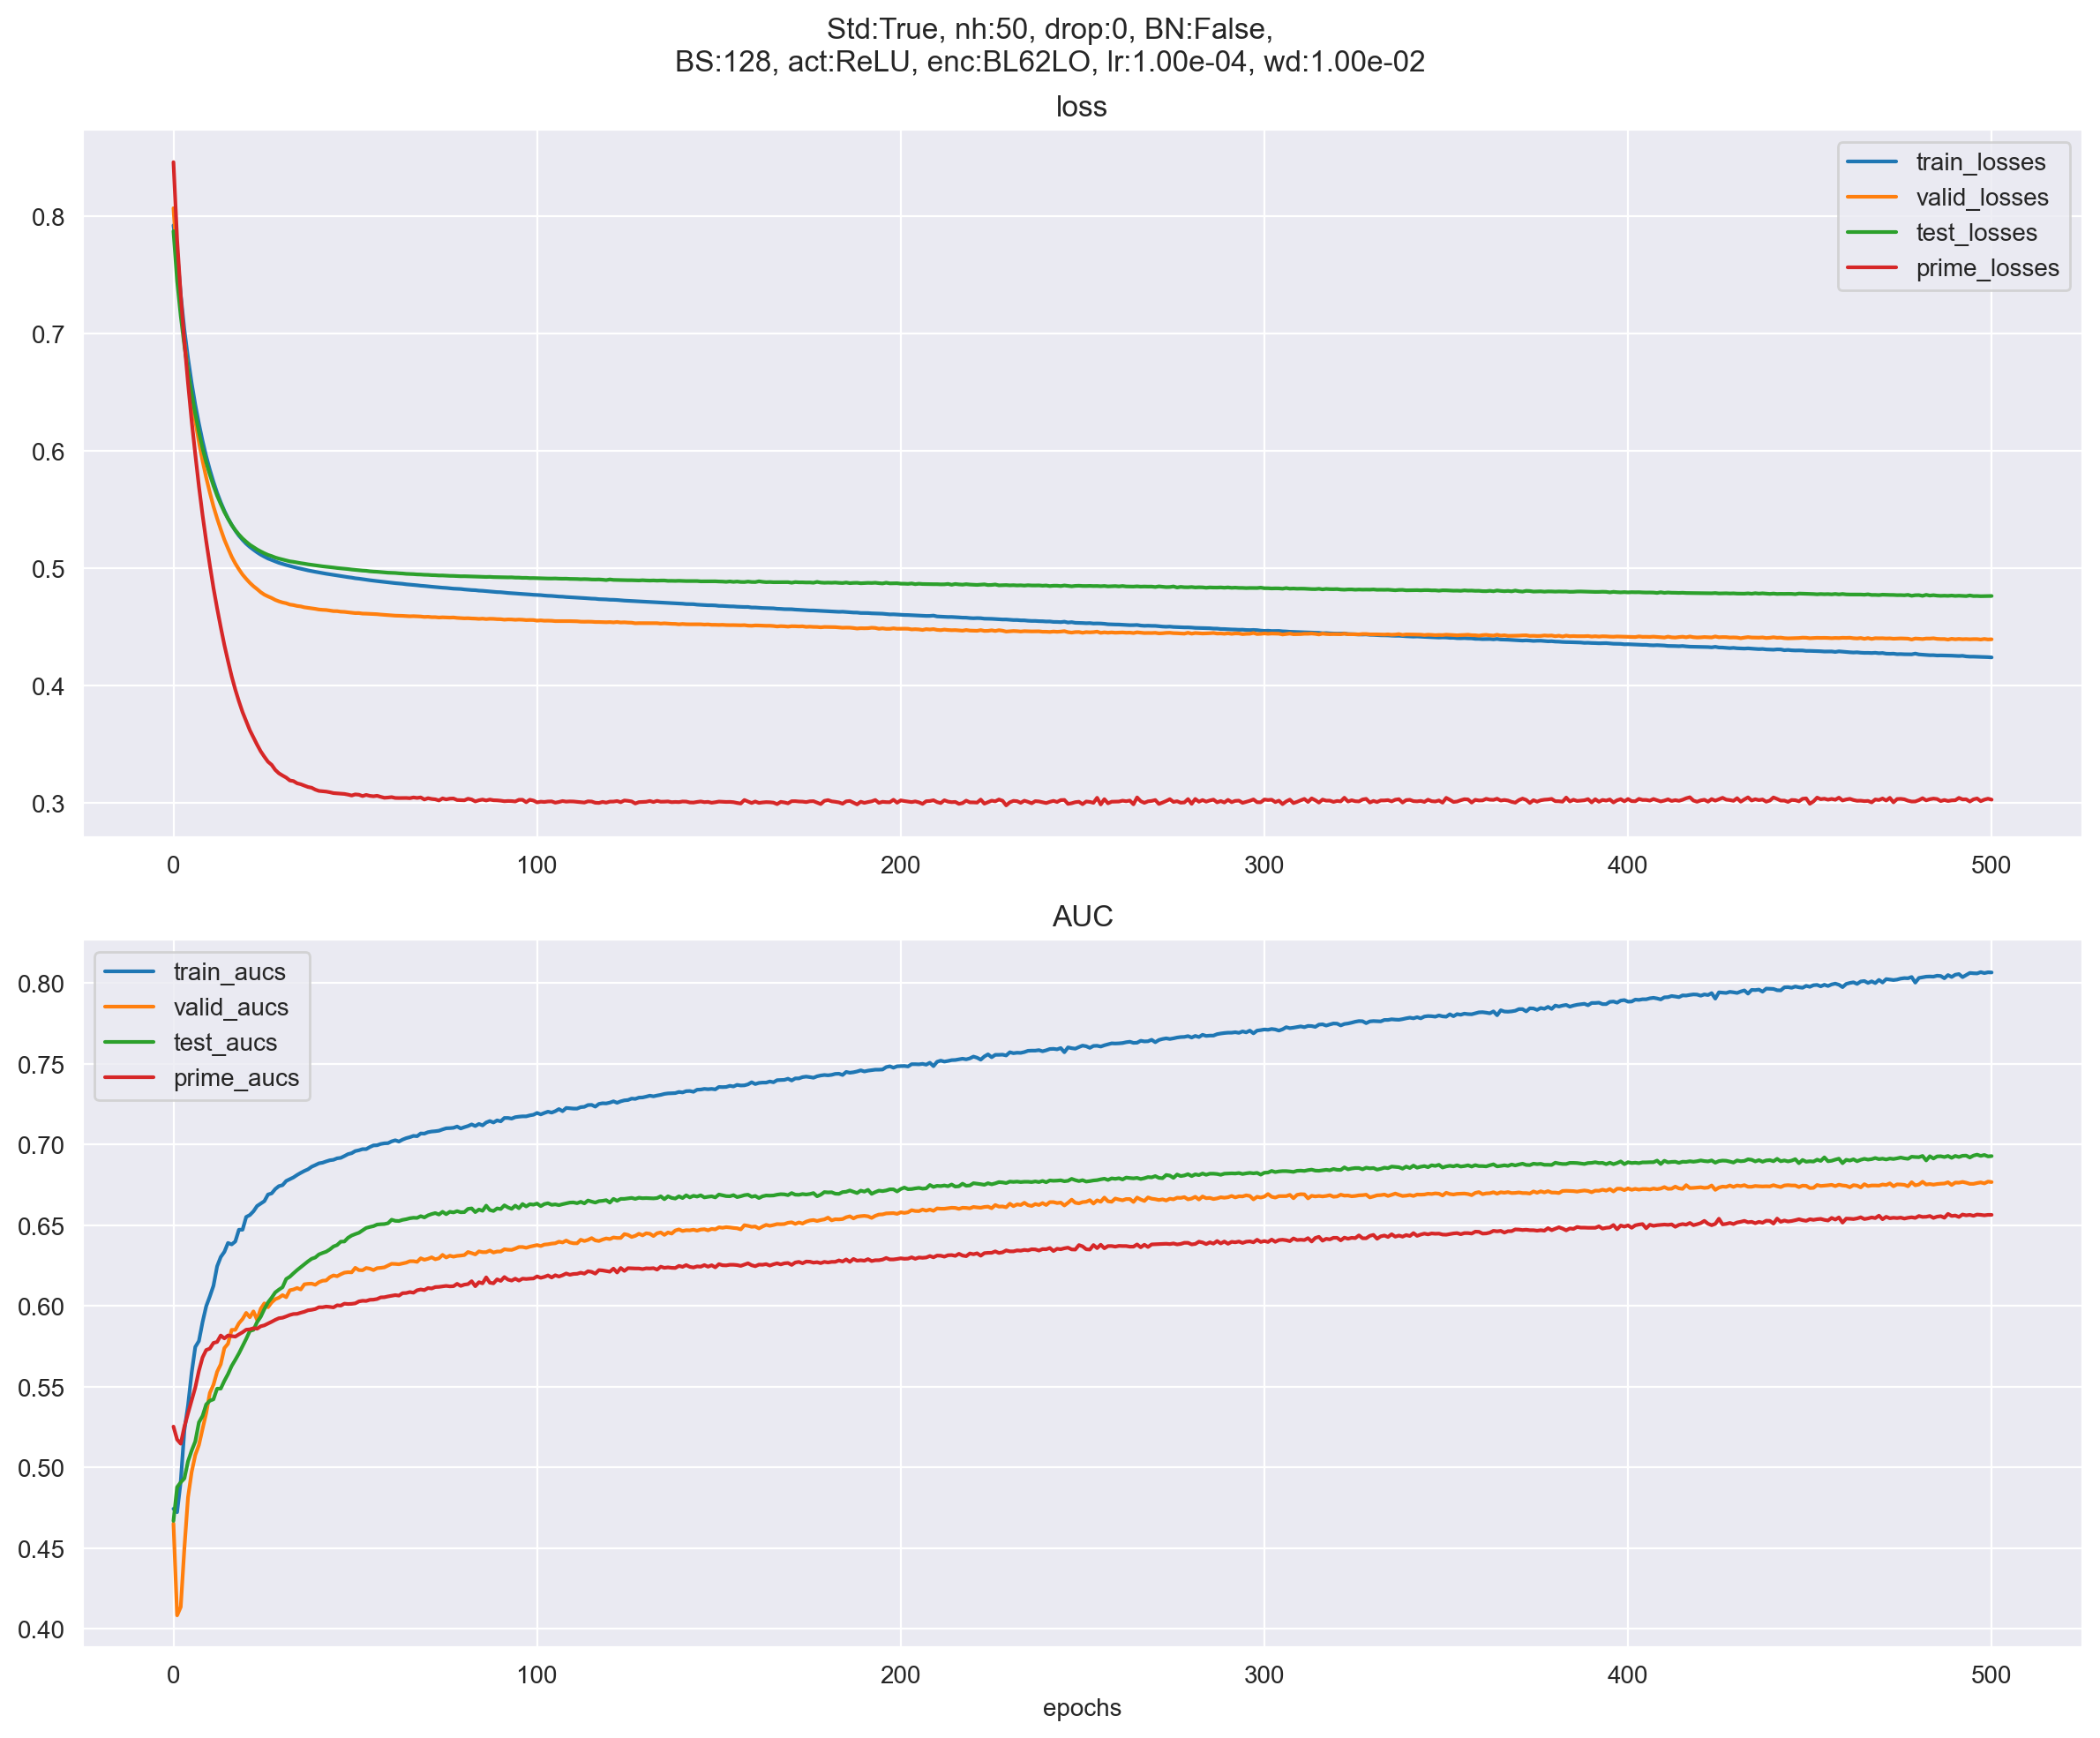 Std:True, nh:50, drop:0, BN:False,
BS:128, act:ReLU, enc:BL62LO, lr:1.00e-04, wd:1.00e-02
loss
train_losses
valid_losses
test_losses
prime_losses
0.8
0.7
0.6
0.5
0.4
0.3
0 100 200 300 400 500
AUC
train_aucs
valid_aucs
test_aucs
prime_aucs
0.80
0.75
0.70
0.65
0.60
0.55
0.50
0.45
0.40
0 100 200 300 400 500
epochs